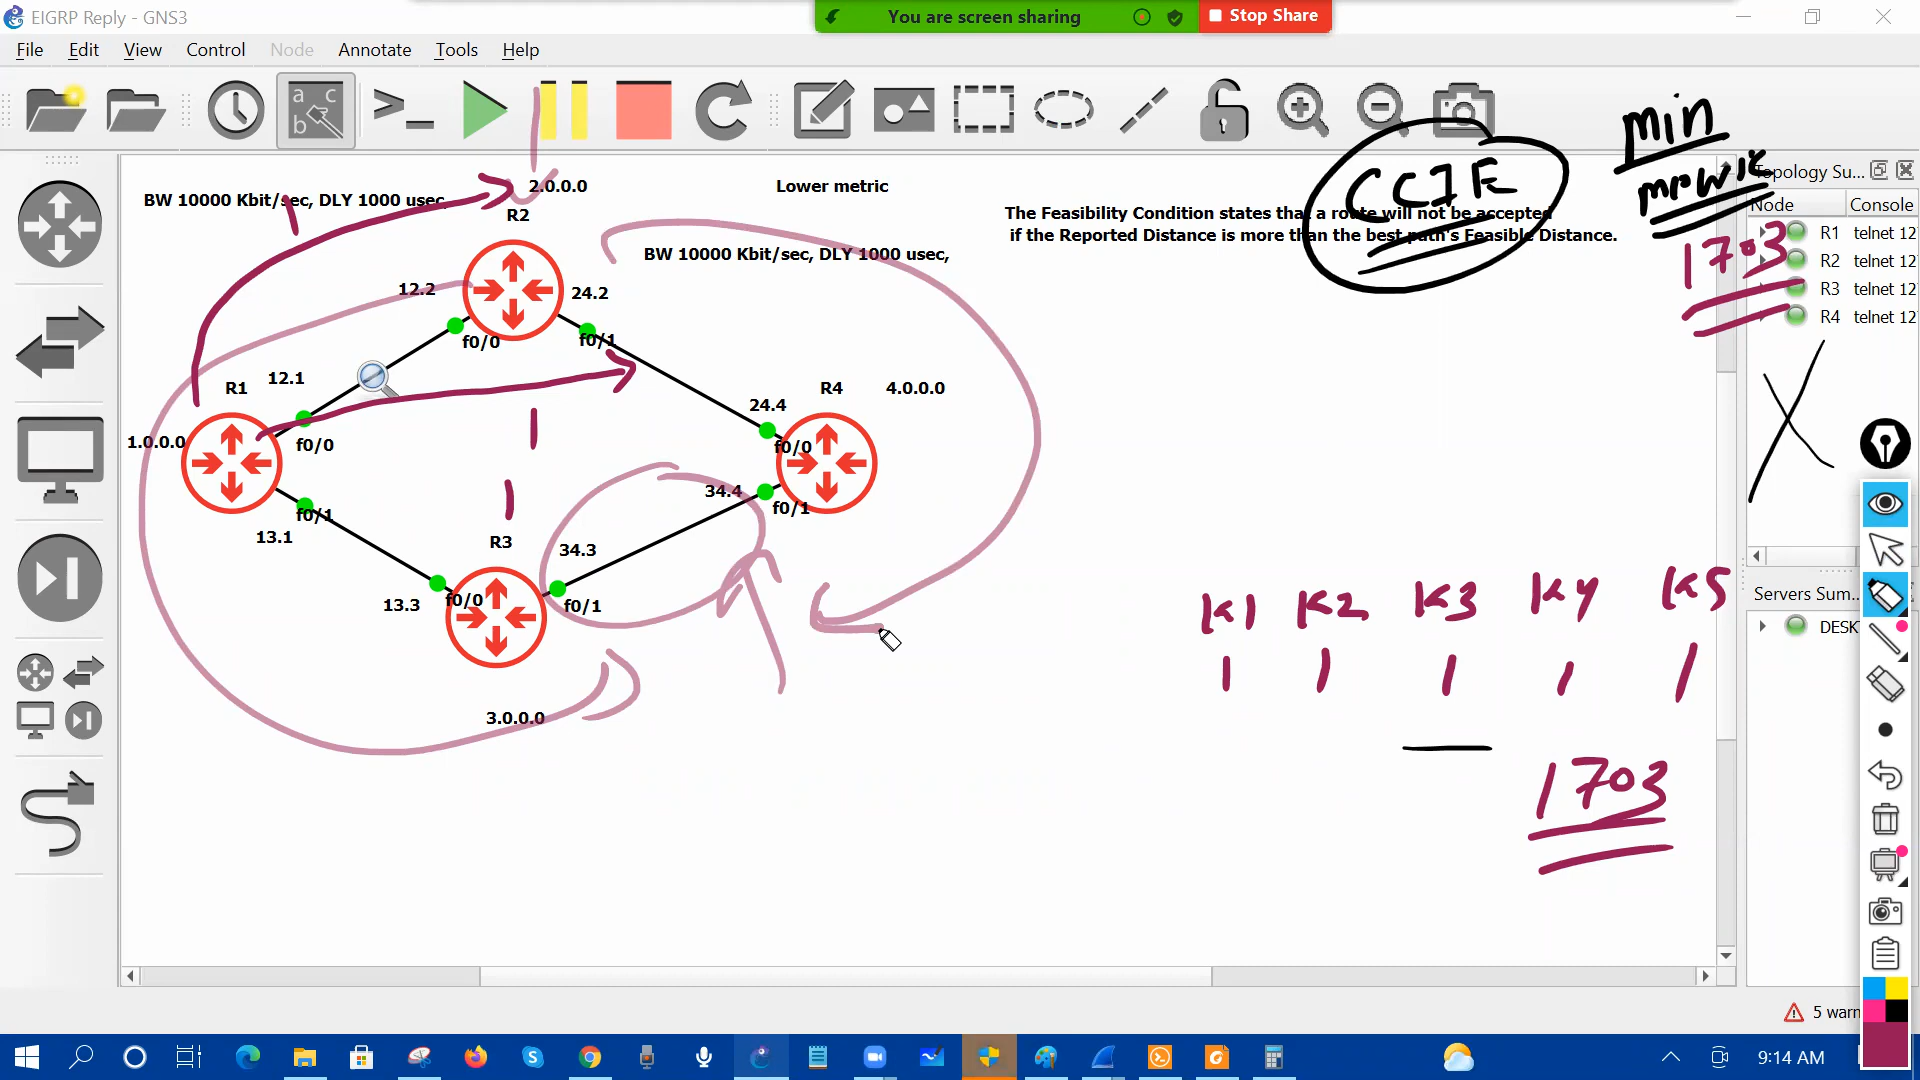 EIGRP Reply - GNS3
You are screen sharing
Stop Share
File Edit View Control Node Annotate Tools Help
min
CCIE
1703
BW 10000 Kbit/sec, DLY 1000 usec,
2.0.0.0
Lower metric
R2
The Feasibility Condition states that a route will not be accepted
if the Reported Distance is more than the best path's Feasible Distance.
BW 10000 Kbit/sec, DLY 1000 usec,
12.2
24.2
f0/0
f0/1
R1
12.1
R4
4.0.0.0
24.4
1.0.0.0
f0/0
f0/0
34.4
f0/1
f0/1
13.1
R3
34.3
13.3
f0/0
f0/1
3.0.0.0
K1 K2 K3 K4 K5
1 1 1 1 1
1703
Topology Su...
Node Console
R1 telnet 12
R2 telnet 12
R3 telnet 12
R4 telnet 12
Servers Sum...
DESK
5 warn
9:14 AM